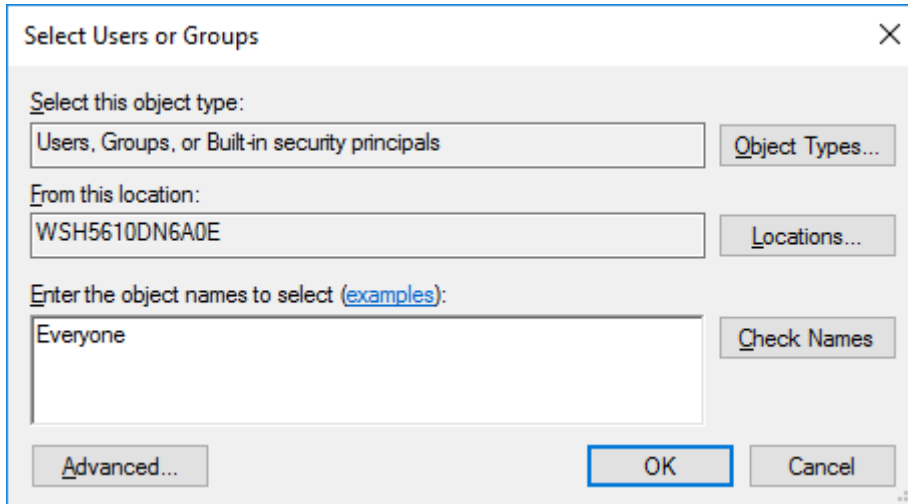 Select Users or Groups
Select this object type:
Users, Groups, or Built-in security principals
Object Types...
From this location:
WSH5610DN6A0E
Locations...
Enter the object names to select (examples):
Everyone
Check Names
Advanced...
OK
Cancel